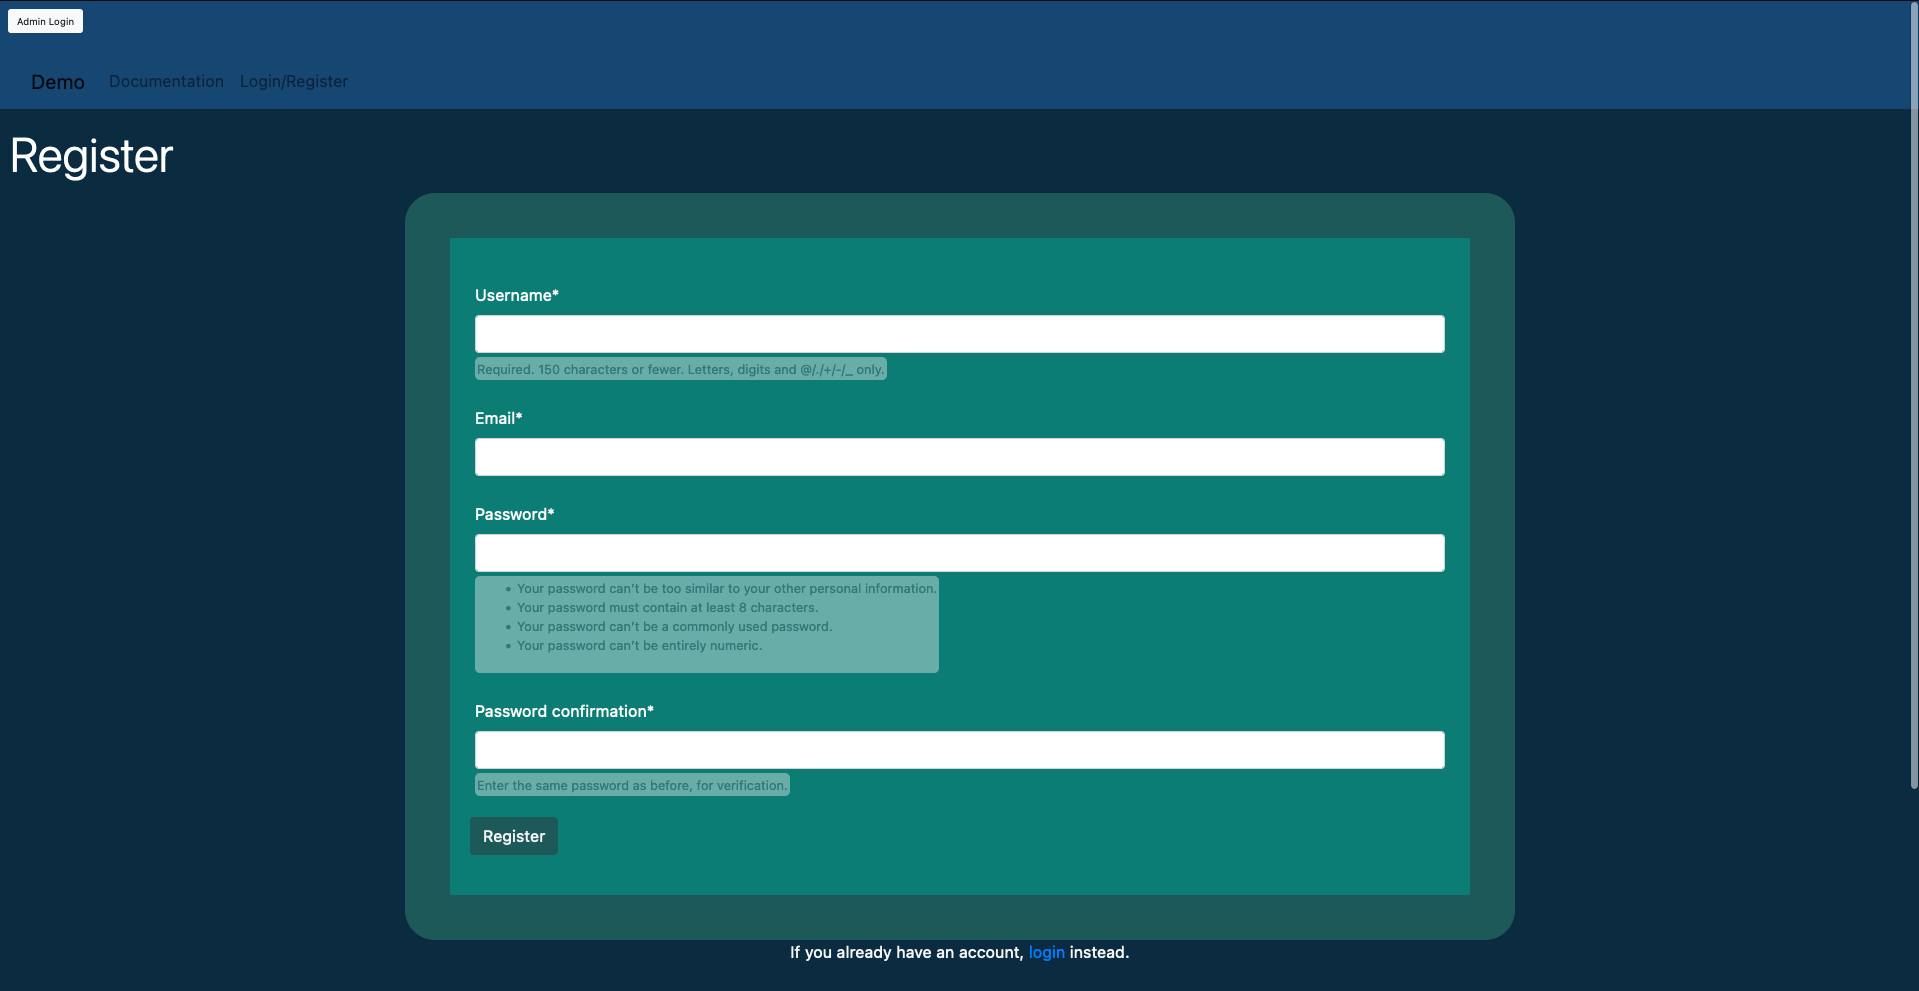 Admin Login
Demo Documentation Login/Register
Register
Username*
Required. 150 characters or fewer. Letters, digits and @/./+/-/_ only.
Email*
Password*
• Your password can't be too similar to your other personal information.
• Your password must contain at least 8 characters.
• Your password can't be a commonly used password.
• Your password can't be entirely numeric.
Password confirmation*
Enter the same password as before, for verification.
Register
If you already have an account, login instead.